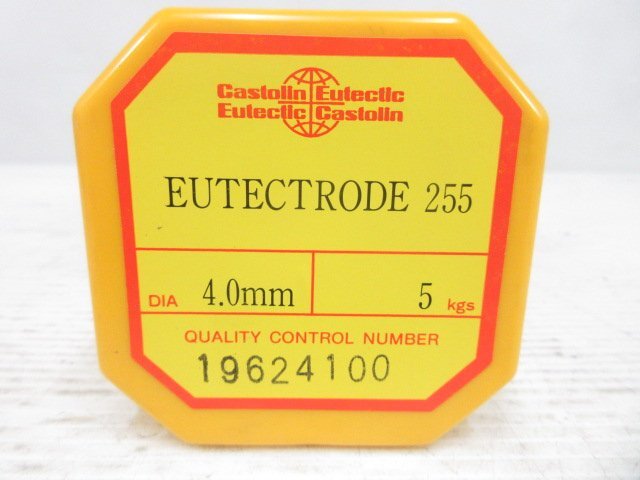 Castolin Eutectic
Eutectic Castolin
EUTECTRODE 255
DIA 4.0mm 5 kgs
QUALITY CONTROL NUMBER
19624100